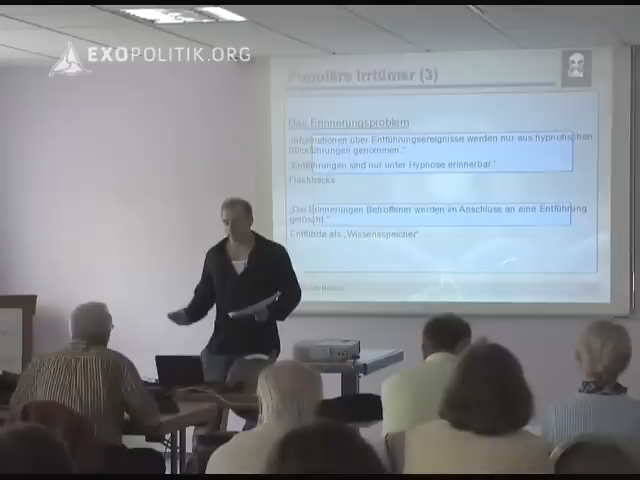 EXOPOLITIK.ORG
Populäre Irrtümer (3)
Das Erinnerungsproblem
„Informationen über Entführungsereignisse werden nur aus hypnotischen
Rückführungen genommen.“
„Entführungen sind nur unter Hypnose erinnerbar.“
Flashbacks
„Die Erinnerungen Betroffener werden im Anschluss an eine Entführung
gelöscht.“
Entführte als „Wissensspeicher“